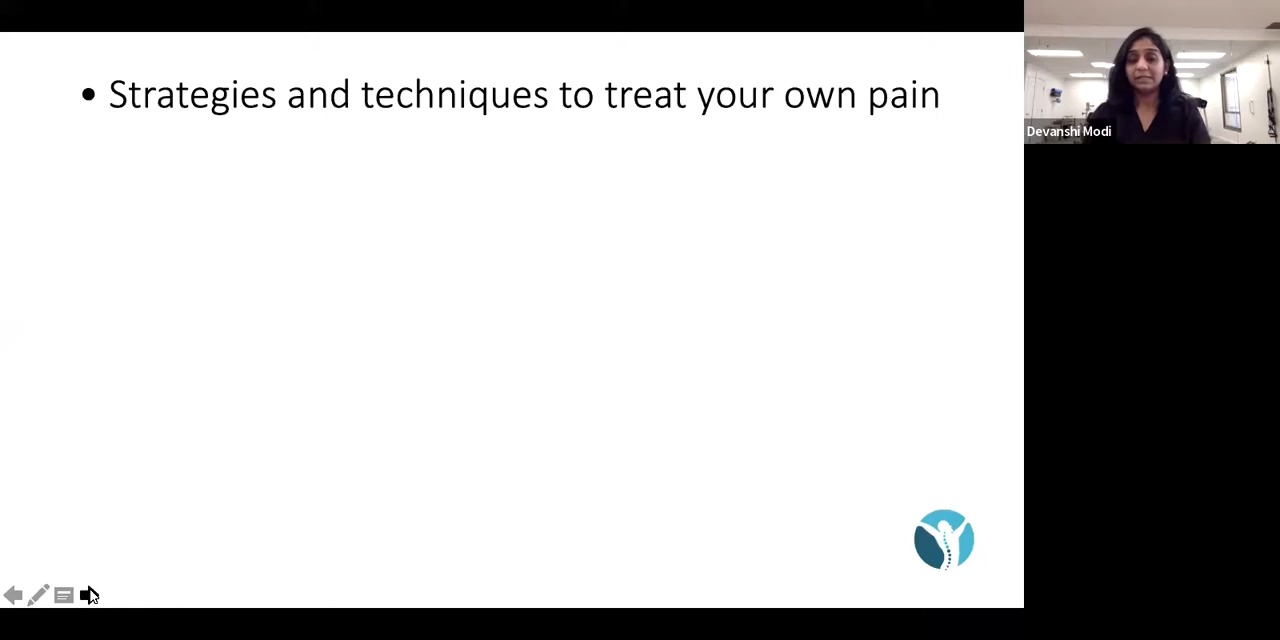 • Strategies and techniques to treat your own pain
Devanshi Modi